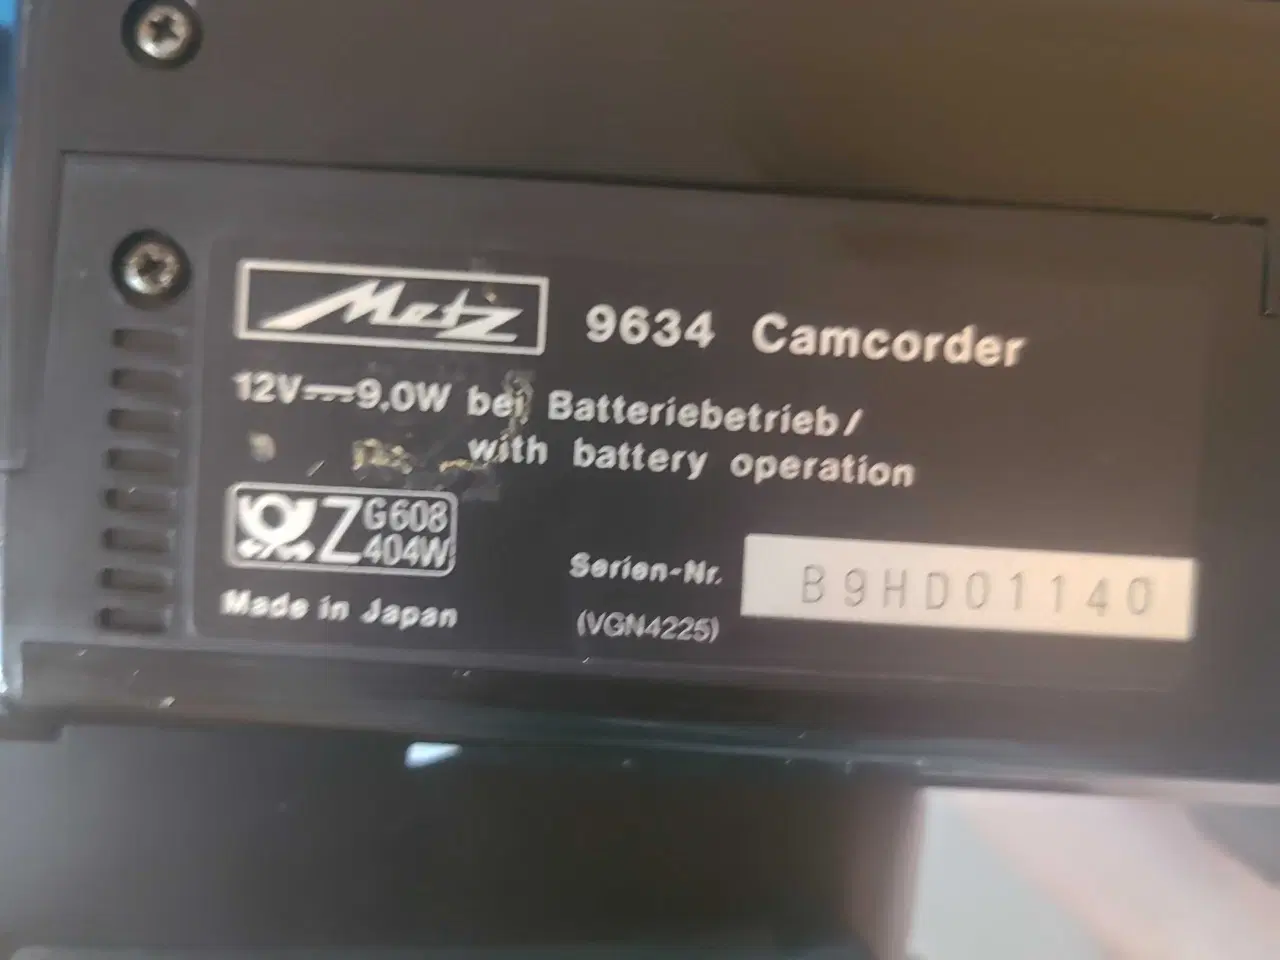 Metz 9634 Camcorder
12V⎓9.0W bei Batteriebetrieb/
with battery operation
Z G608
404W
Serien-Nr. B9HD01140
Made in Japan (VGN4225)